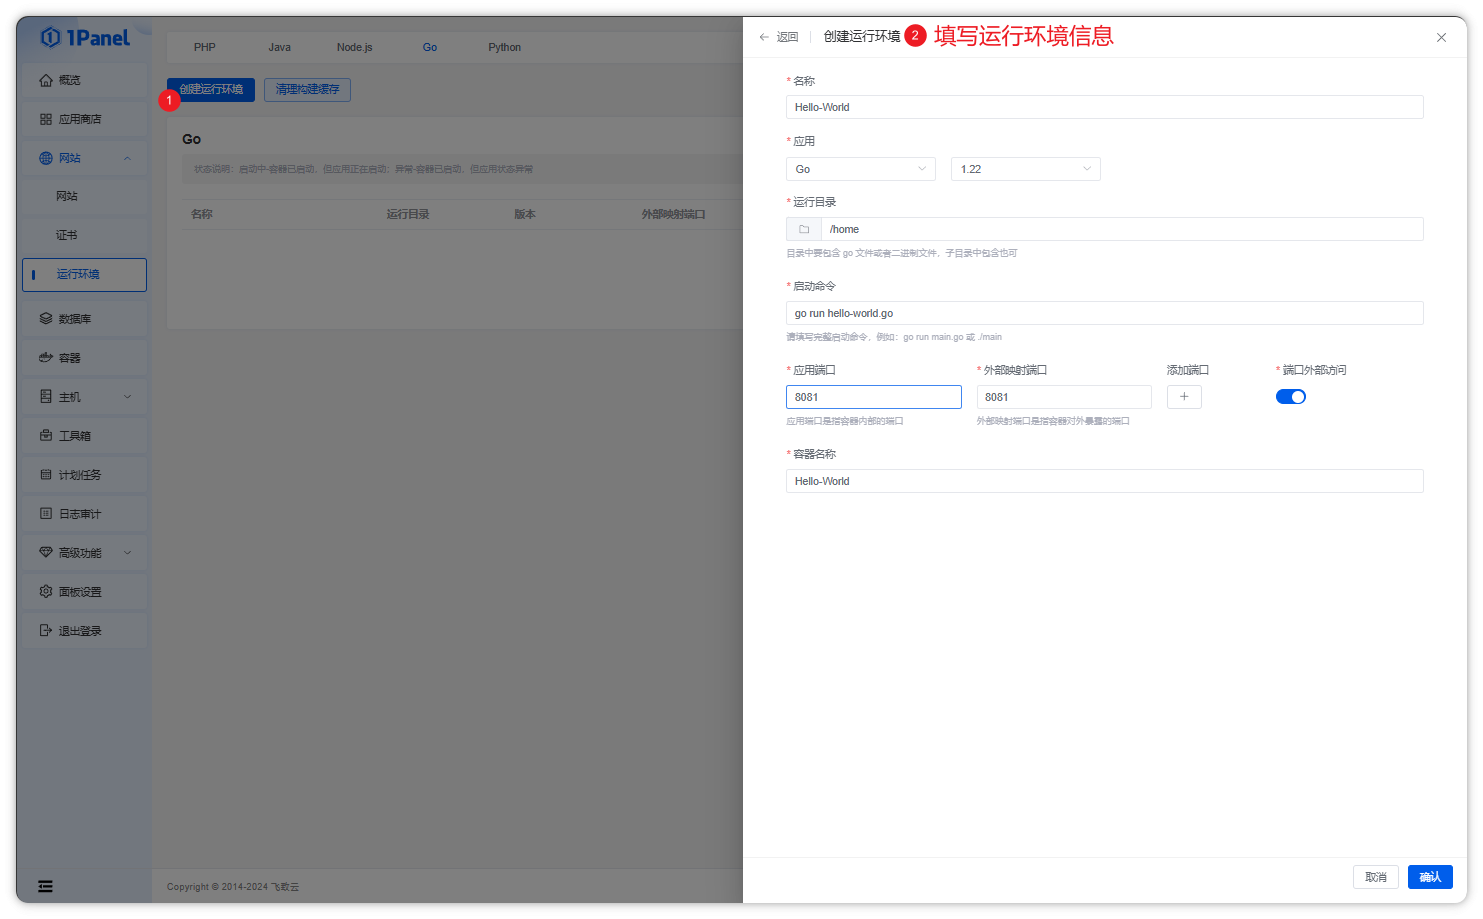 1Panel
概览
应用商店
网站
网站
证书
运行环境
数据库
容器
主机
工具箱
计划任务
日志审计
高级功能
面板设置
退出登录
PHP
Java
Node.js
Go
Python
创建运行环境
清理构建缓存
1
Go
状态说明：启动中-容器已启动，但应用正在启动；异常-容器已启动，但应用状态异常
名称
运行目录
版本
外部映射端口
Copyright © 2014-2024 飞致云
返回
创建运行环境
2 填写运行环境信息
* 名称
Hello-World
* 应用
Go
1.22
* 运行目录
/home
目录中要包含 go 文件或者二进制文件，子目录中包含也可
* 启动命令
go run hello-world.go
请填写完整启动命令，例如：go run main.go 或 ./main
* 应用端口
* 外部映射端口
添加端口
* 端口外部访问
8081
8081
应用端口是指容器内部的端口
外部映射端口是指容器对外暴露的端口
* 容器名称
Hello-World
取消
确认